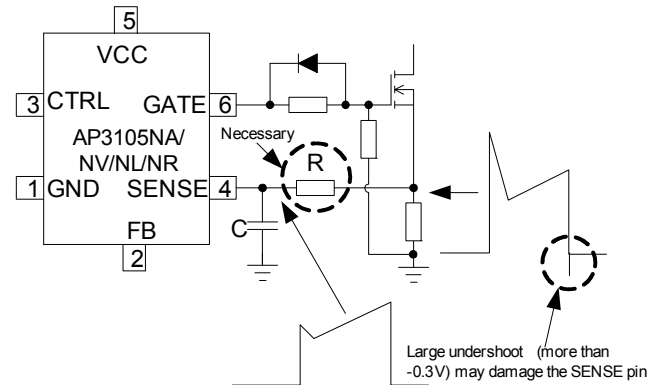 5
VCC
3 CTRL GATE 6
AP3105NA/
NV/NL/NR
1 GND SENSE 4
FB
2
Necessary
R
C
Large undershoot (more than
-0.3V) may damage the SENSE pin